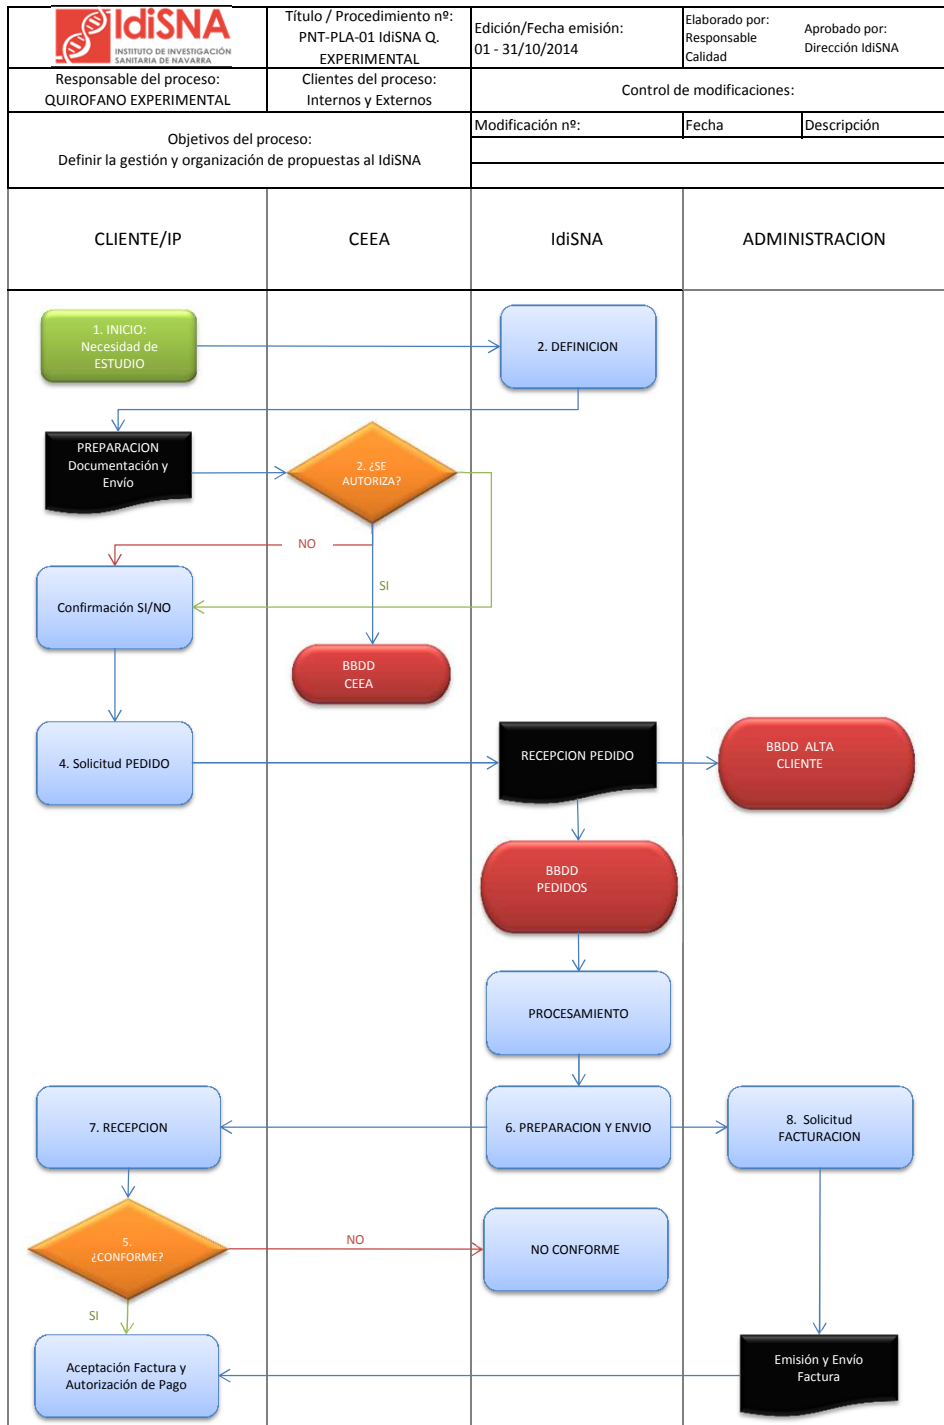 IdiSNA
INSTITUTO DE INVESTIGACIÓN
SANITARIA DE NAVARRA
Título / Procedimiento nº:
PNT-PLA-01 IdiSNA Q.
EXPERIMENTAL
Edición/Fecha emisión:
01 - 31/10/2014
Elaborado por:
Responsable
Calidad
Aprobado por:
Dirección IdiSNA
Responsable del proceso:
QUIROFANO EXPERIMENTAL
Clientes del proceso:
Internos y Externos
Control de modificaciones:
Objetivos del proceso:
Definir la gestión y organización de propuestas al IdiSNA
Modificación nº:
Fecha
Descripción
CLIENTE/IP
CEEA
IdiSNA
ADMINISTRACION
1. INICIO:
Necesidad de
ESTUDIO
2. DEFINICION
PREPARACION
Documentación y
Envío
2. ¿SE
AUTORIZA?
NO
SI
Confirmación SI/NO
BBDD
CEEA
4. Solicitud PEDIDO
RECEPCION PEDIDO
BBDD ALTA
CLIENTE
BBDD
PEDIDOS
PROCESAMIENTO
7. RECEPCION
6. PREPARACION Y ENVIO
8. Solicitud
FACTURACION
5.
¿CONFORME?
NO
NO CONFORME
SI
Aceptación Factura y
Autorización de Pago
Emisión y Envío
Factura